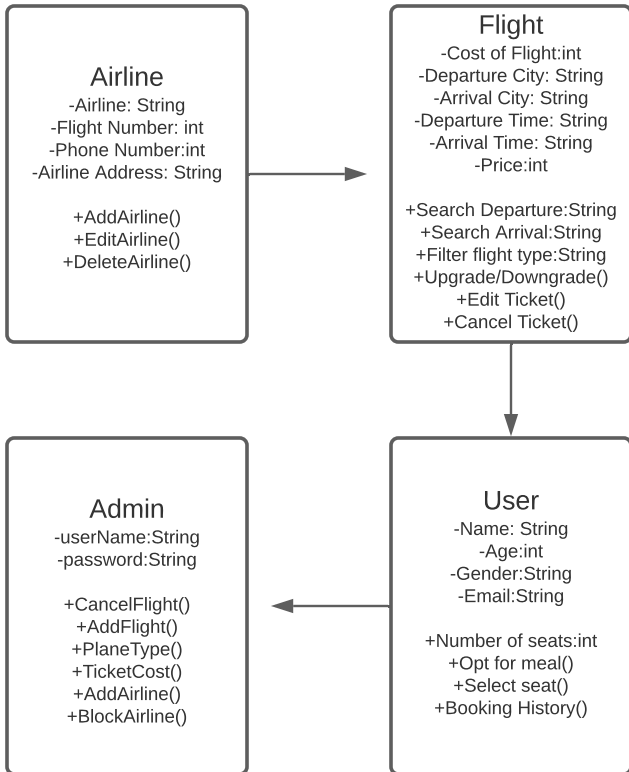 Airline
-Airline: String
-Flight Number: int
-Phone Number:int
-Airline Address: String
+AddAirline()
+EditAirline()
+DeleteAirline()
Flight
-Cost of Flight:int
-Departure City: String
-Arrival City: String
-Departure Time: String
-Arrival Time: String
-Price:int
+Search Departure:String
+Search Arrival:String
+Filter flight type:String
+Upgrade/Downgrade()
+Edit Ticket()
+Cancel Ticket()
Admin
-userName:String
-password:String
+CancelFlight()
+AddFlight()
+PlaneType()
+TicketCost()
+AddAirline()
+BlockAirline()
User
-Name: String
-Age:int
-Gender:String
-Email:String
+Number of seats:int
+Opt for meal()
+Select seat()
+Booking History()